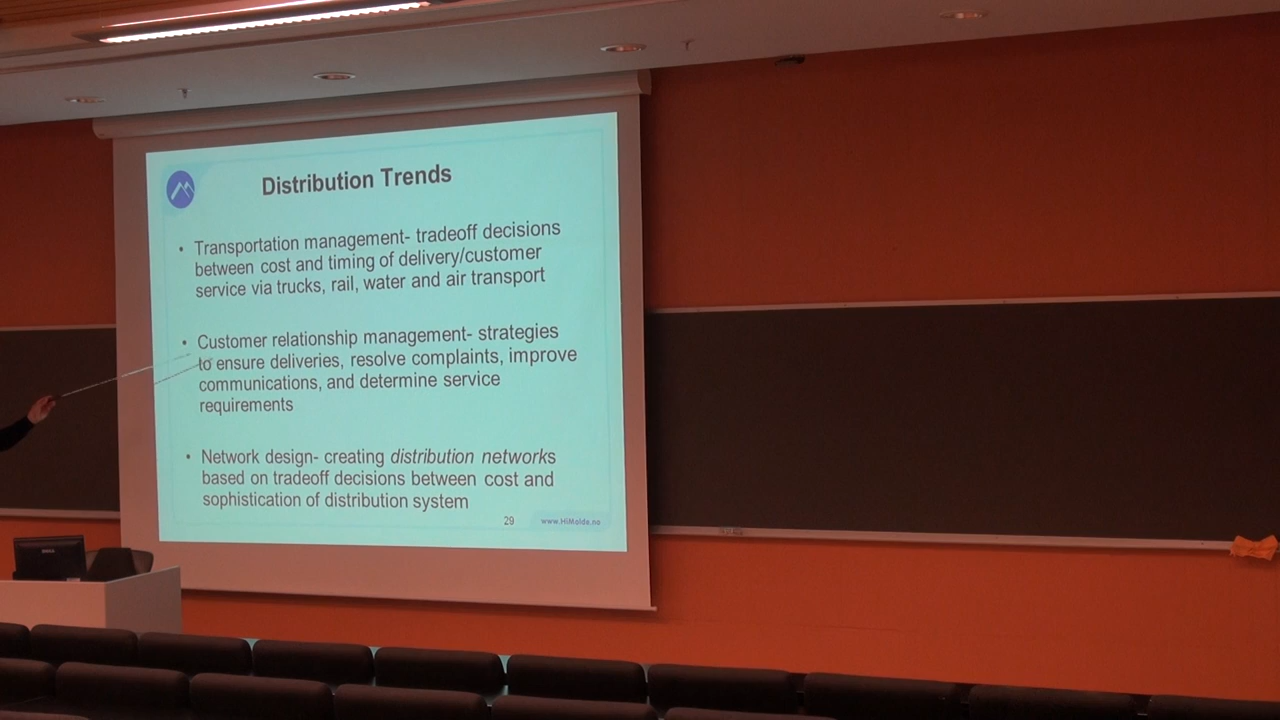 Distribution Trends
• Transportation management- tradeoff decisions
between cost and timing of delivery/customer
service via trucks, rail, water and air transport
• Customer relationship management- strategies
to ensure deliveries, resolve complaints, improve
communications, and determine service
requirements
• Network design- creating distribution networks
based on tradeoff decisions between cost and
sophistication of distribution system
29
www.HiMolde.no
DELL